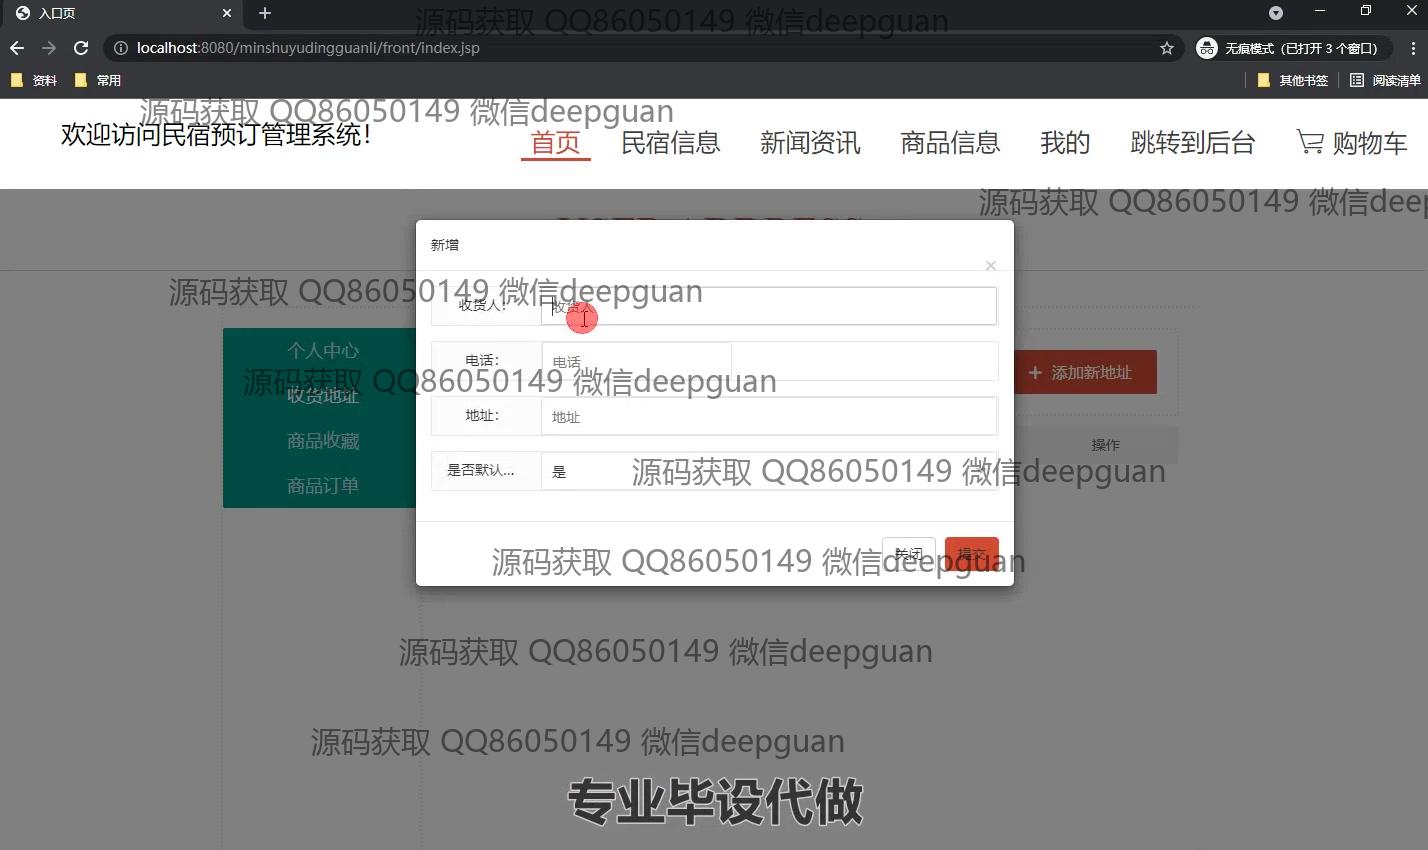 入口页
源码获取 QQ86050149 微信deepguan
localhost:8080/minshuyudingguanli/front/index.jsp
无痕模式（已打开 3 个窗口）
资料 常用 其他书签 阅读清单
源码获取 QQ86050149 微信deepguan
欢迎访问民宿预订管理系统！
首页 民宿信息 新闻资讯 商品信息 我的 跳转到后台 购物车
源码获取 QQ86050149 微信deep
新增
×
源码获取 QQ86050149 微信deepguan
收货人： 收货人
个人中心
电话： 电话
添加新地址
源码获取 QQ86050149 微信deepguan
收货地址
地址： 地址
商品收藏
操作
是否默认... 是
源码获取 QQ86050149 微信deepguan
商品订单
关闭 提交
源码获取 QQ86050149 微信deepguan
源码获取 QQ86050149 微信deepguan
源码获取 QQ86050149 微信deepguan
专业毕设代做